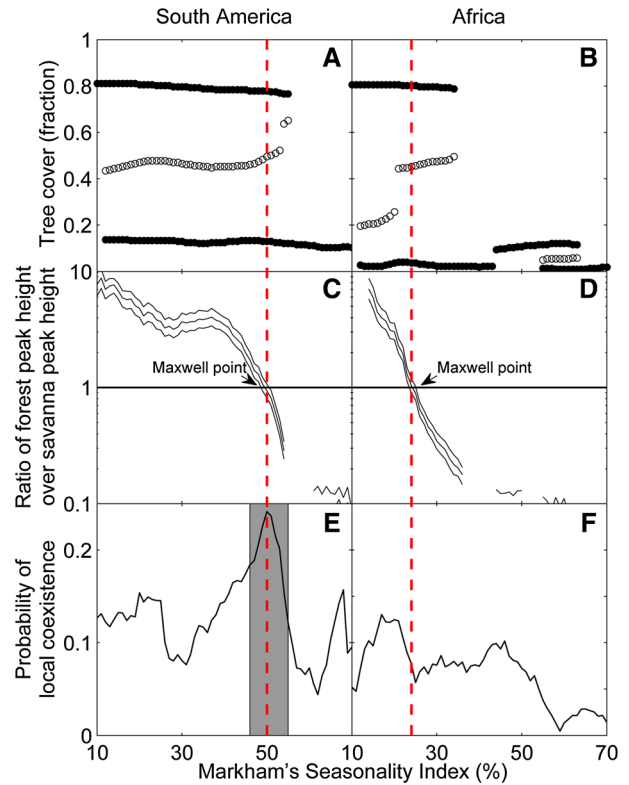 South America
Africa
A
B
1
0.8
0.6
0.4
0.2
Tree cover (fraction)
C
D
10
1
0.1
Ratio of forest peak height
over savanna peak height
Maxwell point
Maxwell point
E
F
0.2
0.1
0
Probability of
local coexistence
10
30
50
10
30
50
70
Markham's Seasonality Index (%)